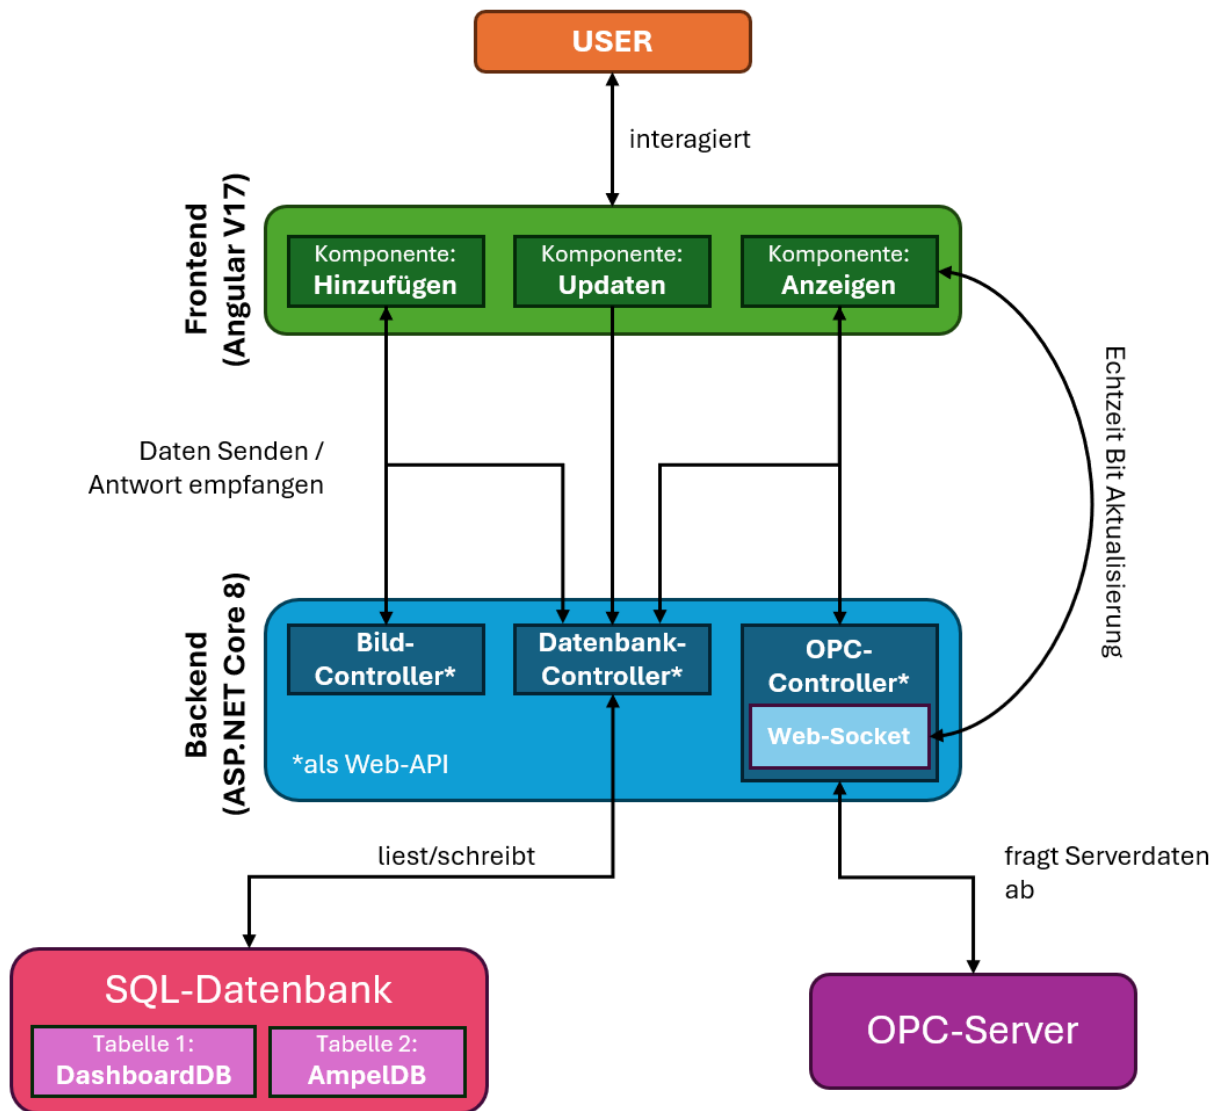 USER
interagiert
Frontend
(Angular V17)
Komponente:
Hinzufügen
Komponente:
Updaten
Komponente:
Anzeigen
Echtzeit Bit Aktualisierung
Daten Senden /
Antwort empfangen
Backend
(ASP.NET Core 8)
Bild-
Controller*
Datenbank-
Controller*
OPC-
Controller*
Web-Socket
*als Web-API
liest/schreibt
fragt Serverdaten
ab
SQL-Datenbank
Tabelle 1:
DashboardDB
Tabelle 2:
AmpelDB
OPC-Server